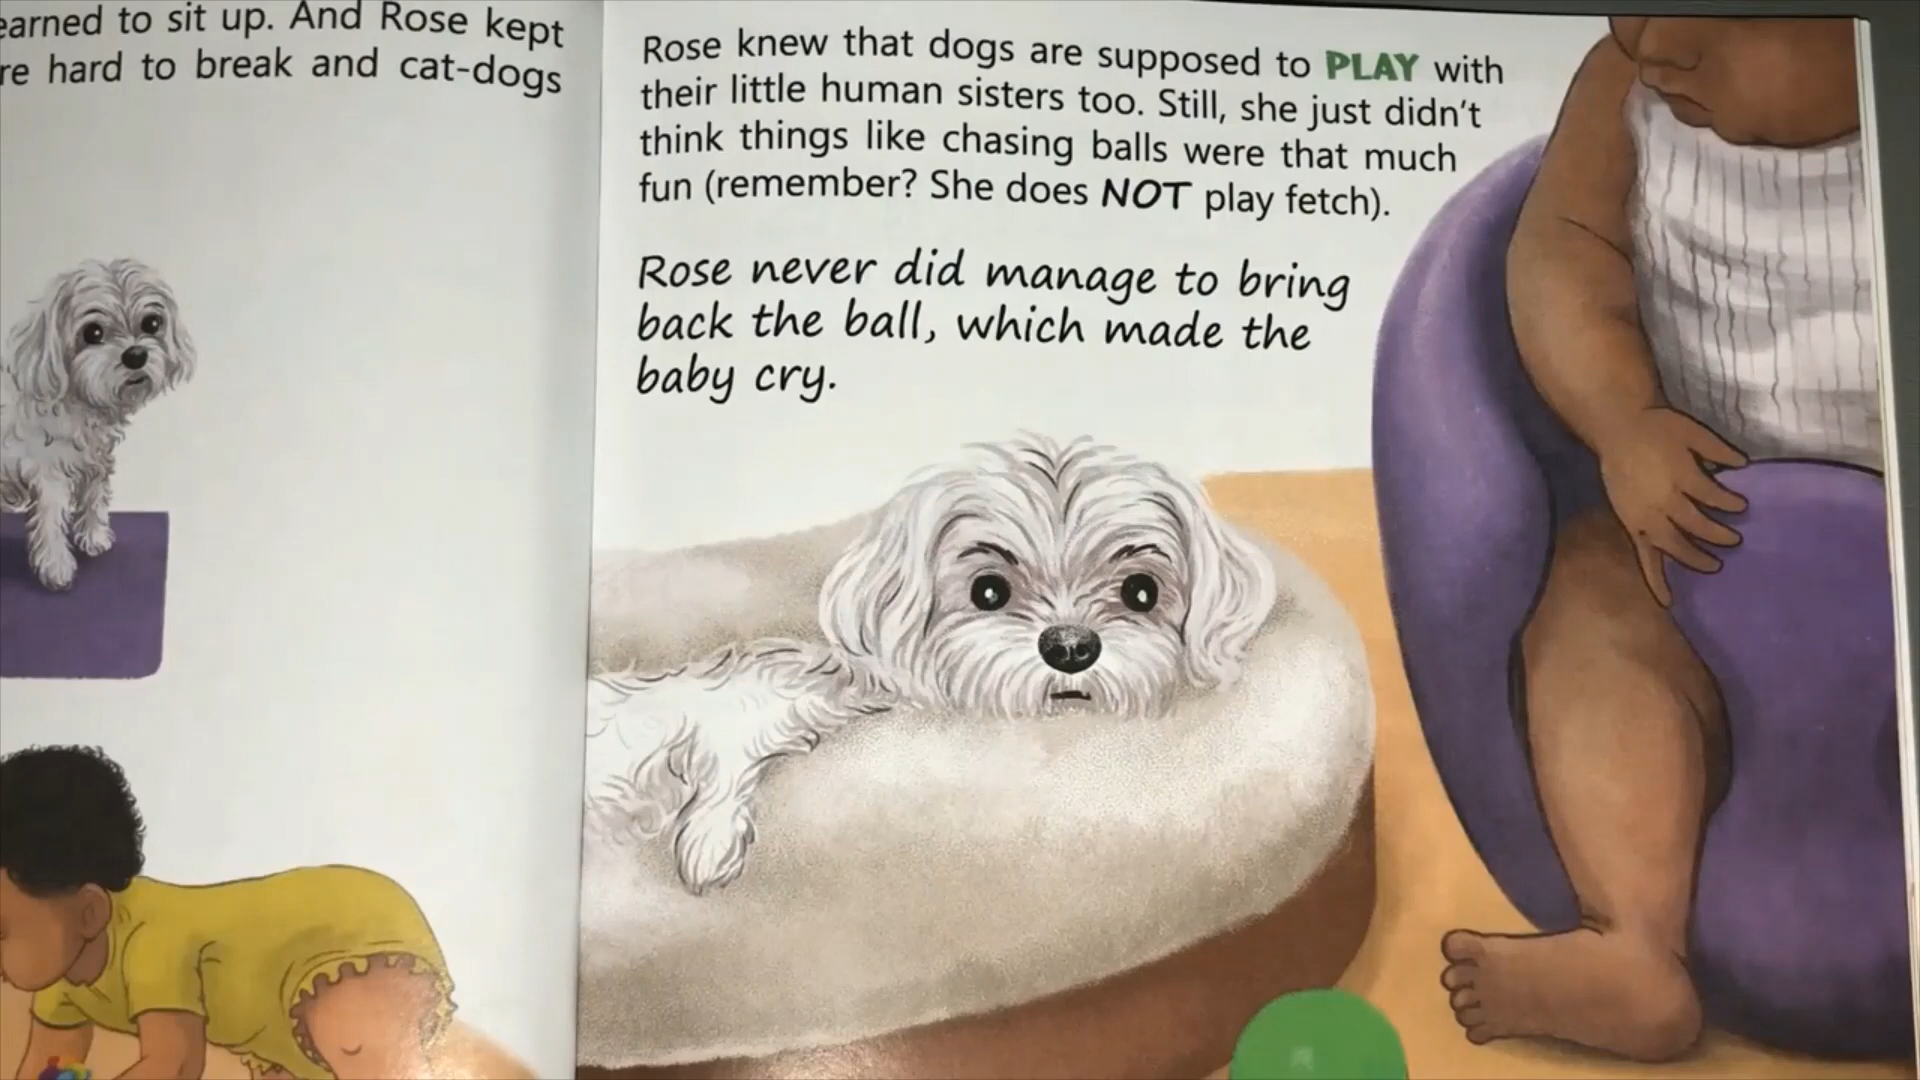 earned to sit up. And Rose kept
re hard to break and cat-dogs
Rose knew that dogs are supposed to PLAY with
their little human sisters too. Still, she just didn't
think things like chasing balls were that much
fun (remember? She does NOT play fetch).
Rose never did manage to bring
back the ball, which made the
baby cry.